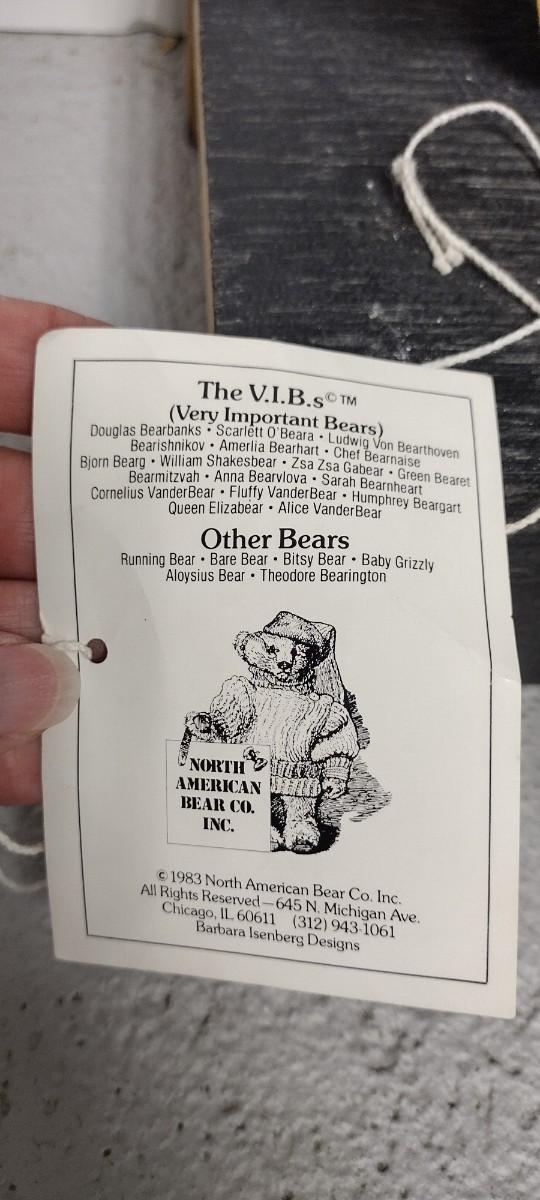 The V.I.B.s©™
(Very Important Bears)
Douglas Bearbanks • Scarlett O'Beara • Ludwig Von Bearthoven
Bearishnikov • Amerlia Bearhart • Chef Bearnaise
Bjorn Bearg • William Shakesbear • Zsa Zsa Gabear • Green Bearet
Bearmitzvah • Anna Bearvlova • Sarah Bearnheart
Cornelius VanderBear • Fluffy VanderBear • Humphrey Beargart
Queen Elizabear • Alice VanderBear
Other Bears
Running Bear • Bare Bear • Bitsy Bear • Baby Grizzly
Aloysius Bear • Theodore Bearington
NORTH
AMERICAN
BEAR CO.
INC.
© 1983 North American Bear Co. Inc.
All Rights Reserved—645 N. Michigan Ave.
Chicago, IL 60611 (312) 943-1061
Barbara Isenberg Designs